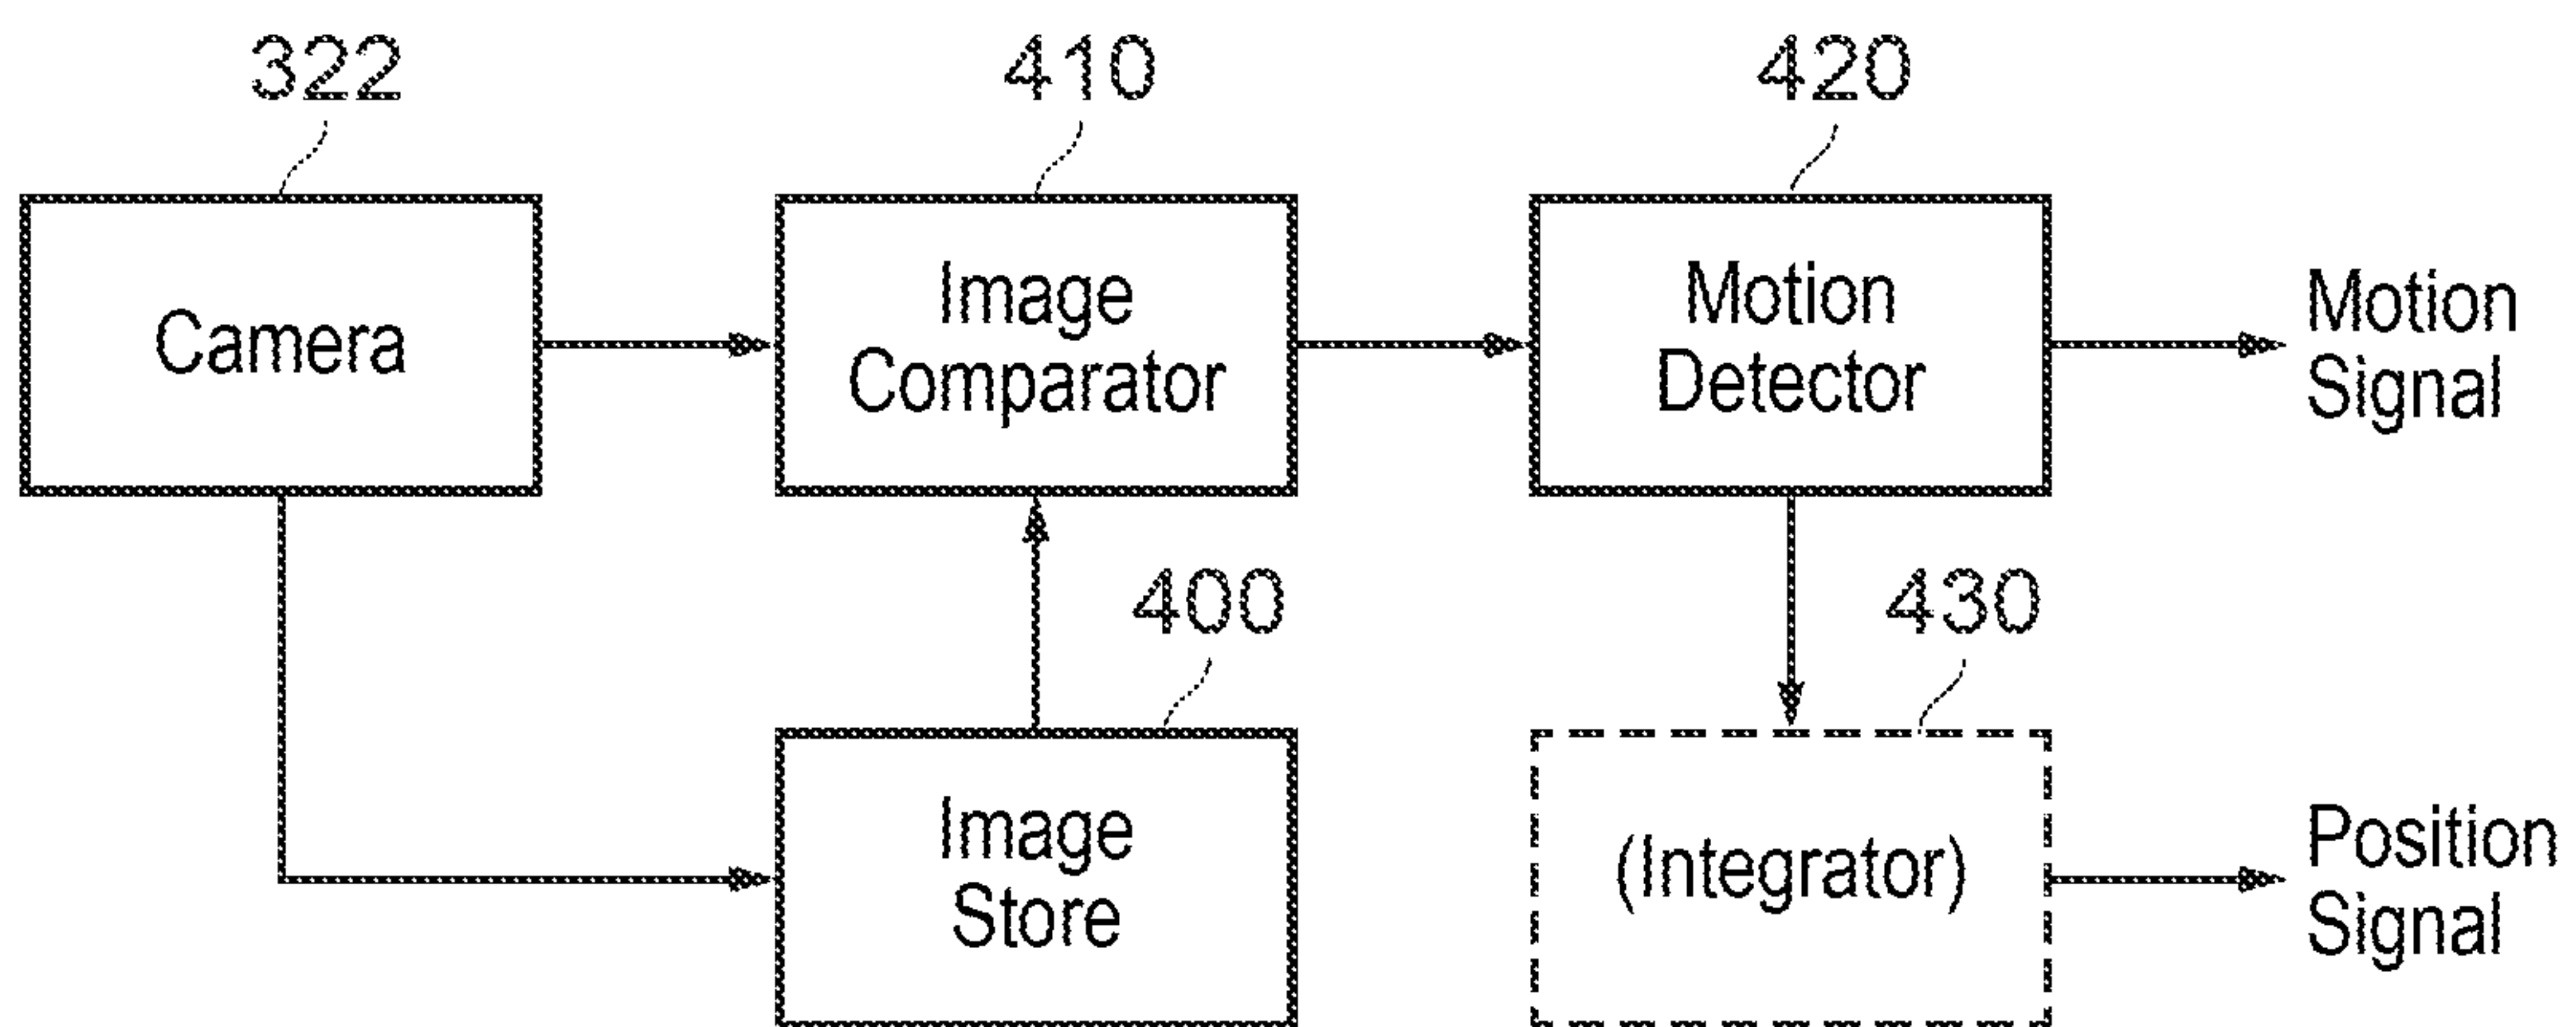 322
410
420
Camera
Image
Comparator
Motion
Detector
Motion
Signal
400
430
Image
Store
(Integrator)
Position
Signal